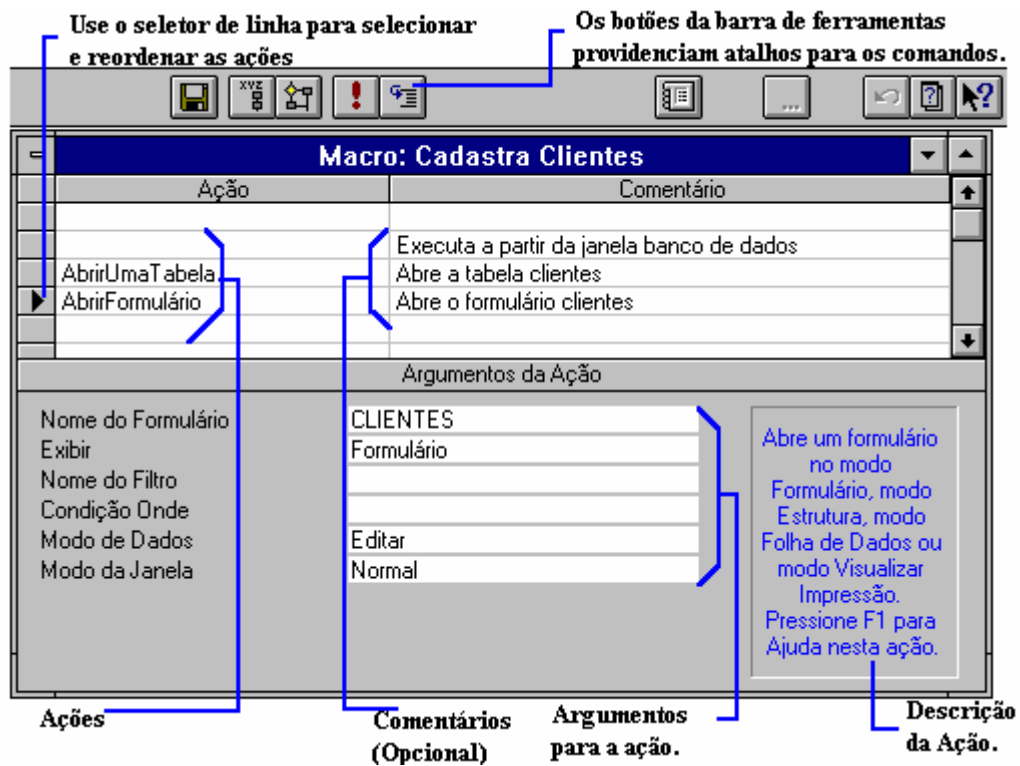 Use o seletor de linha para selecionar
e reordenar as ações
Os botões da barra de ferramentas
providenciam atalhos para os comandos.
XYZ
!
...
?
?
Macro: Cadastra Clientes
Ação
Comentário
Executa a partir da janela banco de dados
AbrirUmaTabela
Abre a tabela clientes
AbrirFormulário
Abre o formulário clientes
Argumentos da Ação
Nome do Formulário
CLIENTES
Exibir
Formulário
Nome do Filtro
Condição Onde
Modo de Dados
Editar
Modo da Janela
Normal
Abre um formulário
no modo
Formulário, modo
Estrutura, modo
Folha de Dados ou
modo Visualizar
Impressão.
Pressione F1 para
Ajuda nesta ação.
Ações
Comentários
(Opcional)
Argumentos
para a ação.
Descrição
da Ação.